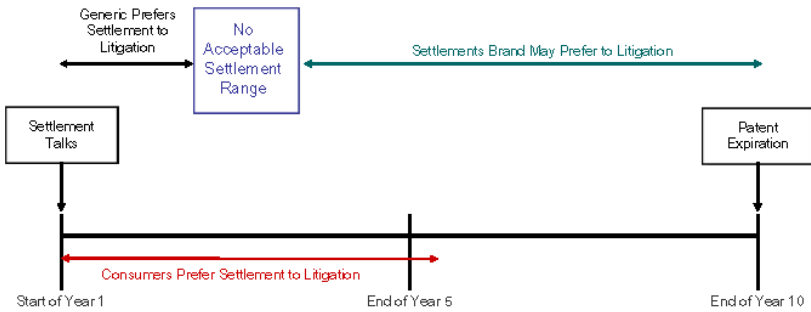 Generic Prefers
Settlement to
Litigation
No
Acceptable
Settlement
Range
Settlements Brand May Prefer to Litigation
Settlement
Talks
Patent
Expiration
Consumers Prefer Settlement to Litigation
Start of Year 1
End of Year 5
End of Year 10